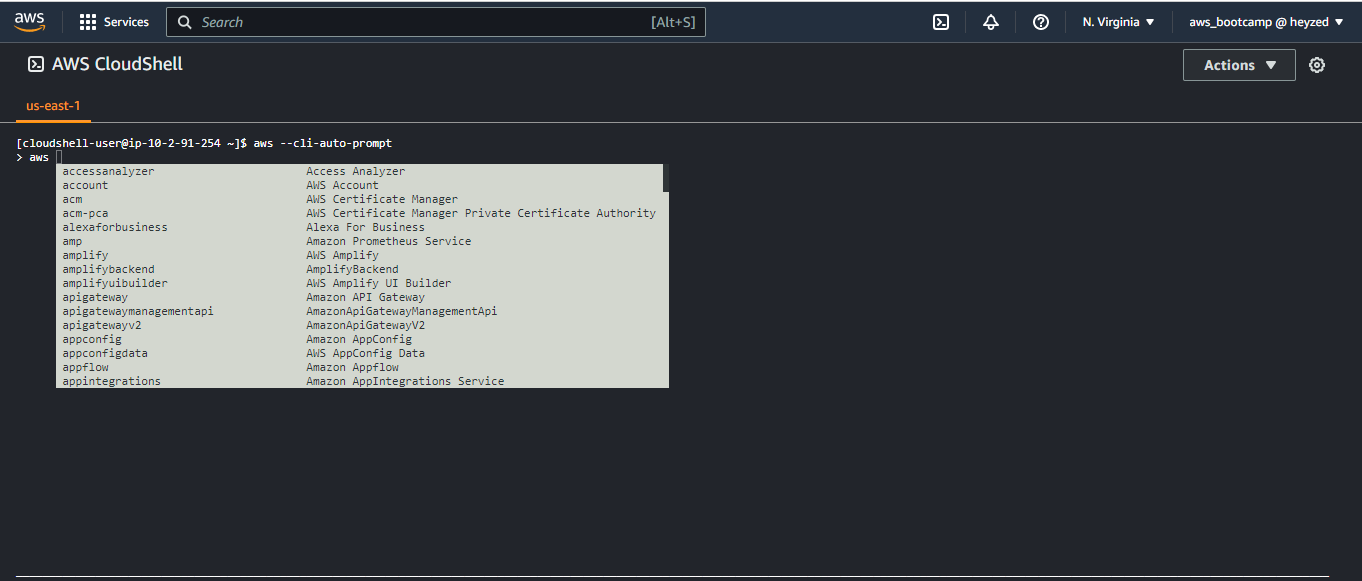 aws Services Search [Alt+S] N. Virginia ▼ aws_bootcamp @ heyzed ▼
AWS CloudShell Actions ▼
us-east-1
[cloudshell-user@ip-10-2-91-254 ~]$ aws --cli-auto-prompt
> aws
accessanalyzer Access Analyzer
account AWS Account
acm AWS Certificate Manager
acm-pca AWS Certificate Manager Private Certificate Authority
alexaforbusiness Alexa For Business
amp Amazon Prometheus Service
amplify AWS Amplify
amplifybackend AmplifyBackend
amplifyuibuilder AWS Amplify UI Builder
apigateway Amazon API Gateway
apigatewaymanagementapi AmazonApiGatewayManagementApi
apigatewayv2 AmazonApiGatewayV2
appconfig Amazon AppConfig
appconfigdata AWS AppConfig Data
appflow Amazon Appflow
appintegrations Amazon AppIntegrations Service